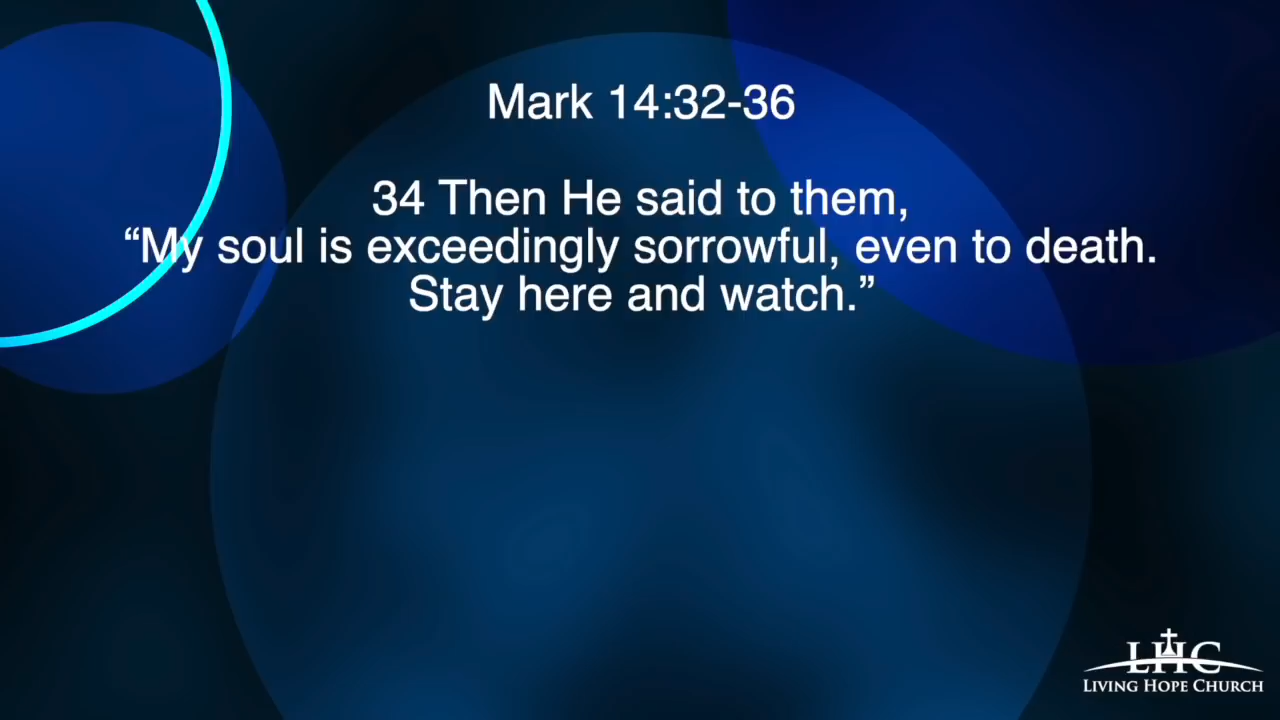 Mark 14:32-36
34 Then He said to them,
“My soul is exceedingly sorrowful, even to death.
Stay here and watch.”
LHC
LIVING HOPE CHURCH